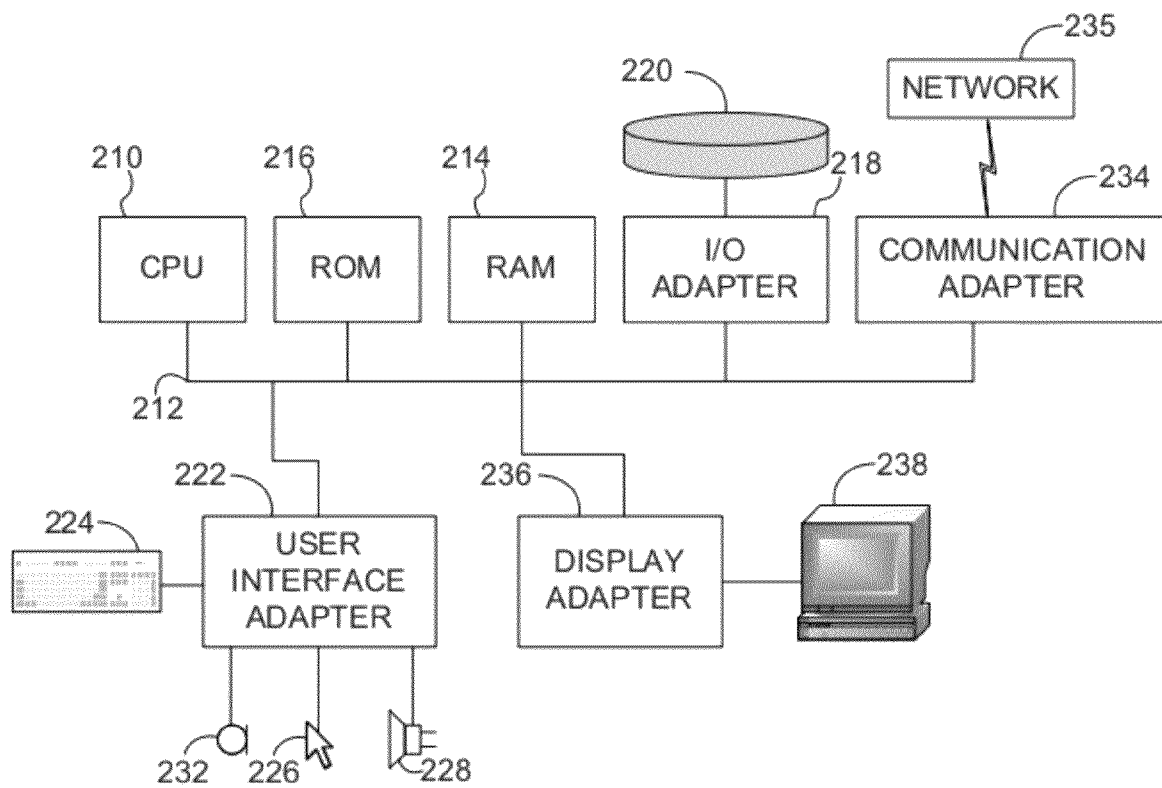 235
220
NETWORK
210
216
214
218
234
CPU
ROM
RAM
I/O
ADAPTER
COMMUNICATION
ADAPTER
212
222
236
238
224
USER
INTERFACE
ADAPTER
DISPLAY
ADAPTER
232
226
228